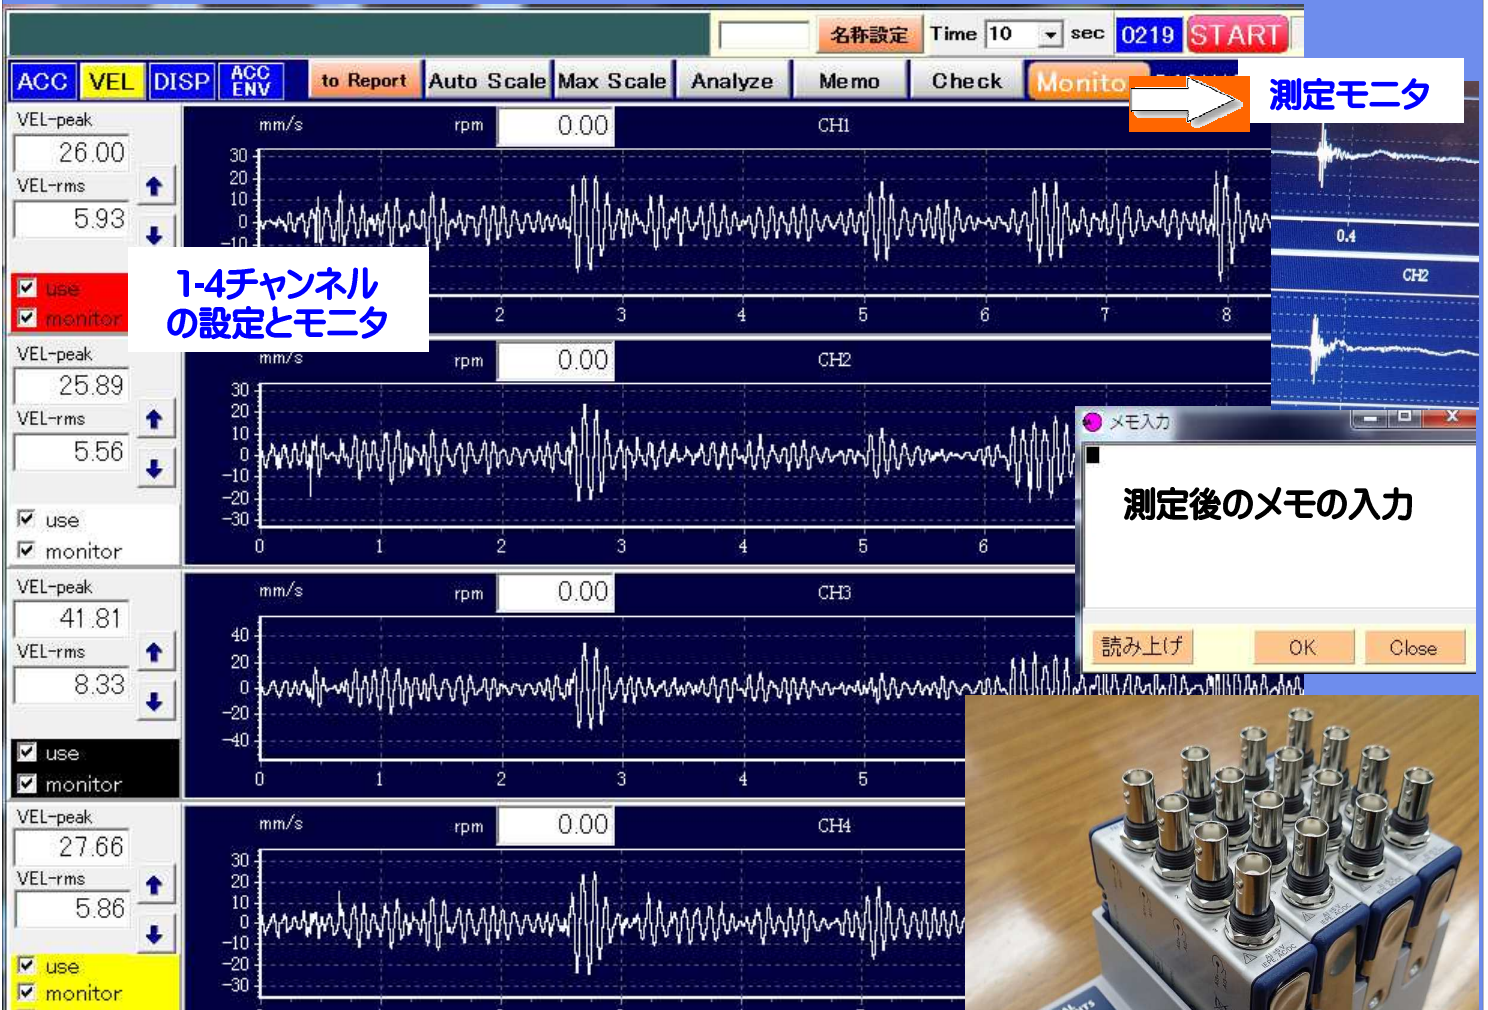 名称設定 Time 10 sec 0219 START
ACC VEL DISP ACC ENV to Report Auto Scale Max Scale Analyze Memo Check Monito
測定モニタ
VEL-peak
26.00
VEL-rms
5.93
use
monitor
1-4チャンネル
の設定とモニタ
mm/s rpm 0.00 CH1
30
20
10
0
-10
2 3 4 5 6 7 8
0.4
CH2
VEL-peak
25.89
VEL-rms
5.56
use
monitor
mm/s rpm 0.00 CH2
30
20
10
0
-10
-20
-30
0 1 2 3 4 5 6
メモ入力
測定後のメモの入力
読み上げ OK Close
VEL-peak
41.81
VEL-rms
8.33
use
monitor
mm/s rpm 0.00 CH3
40
20
0
-20
-40
0 1 2 3 4 5
VEL-peak
27.66
VEL-rms
5.86
use
monitor
mm/s rpm 0.00 CH4
30
20
10
0
-10
-20
-30